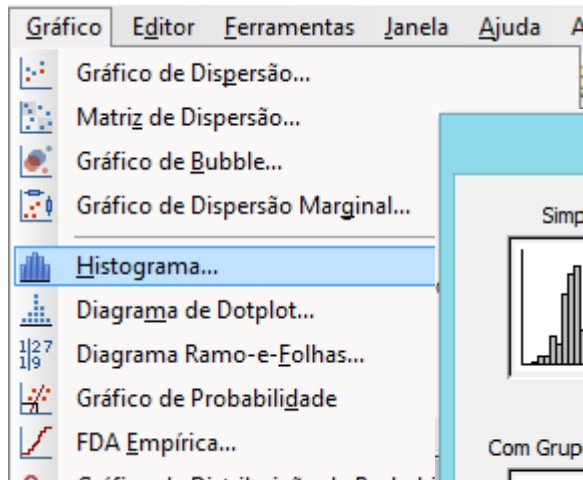 Gráfico Editor Ferramentas Janela Ajuda
Gráfico de Dispersão...
Matriz de Dispersão...
Gráfico de Bubble...
Gráfico de Dispersão Marginal...
Simp
Histograma...
Diagrama de Dotplot...
Diagrama Ramo-e-Folhas...
Gráfico de Probabilidade
FDA Empírica...
Com Grupo